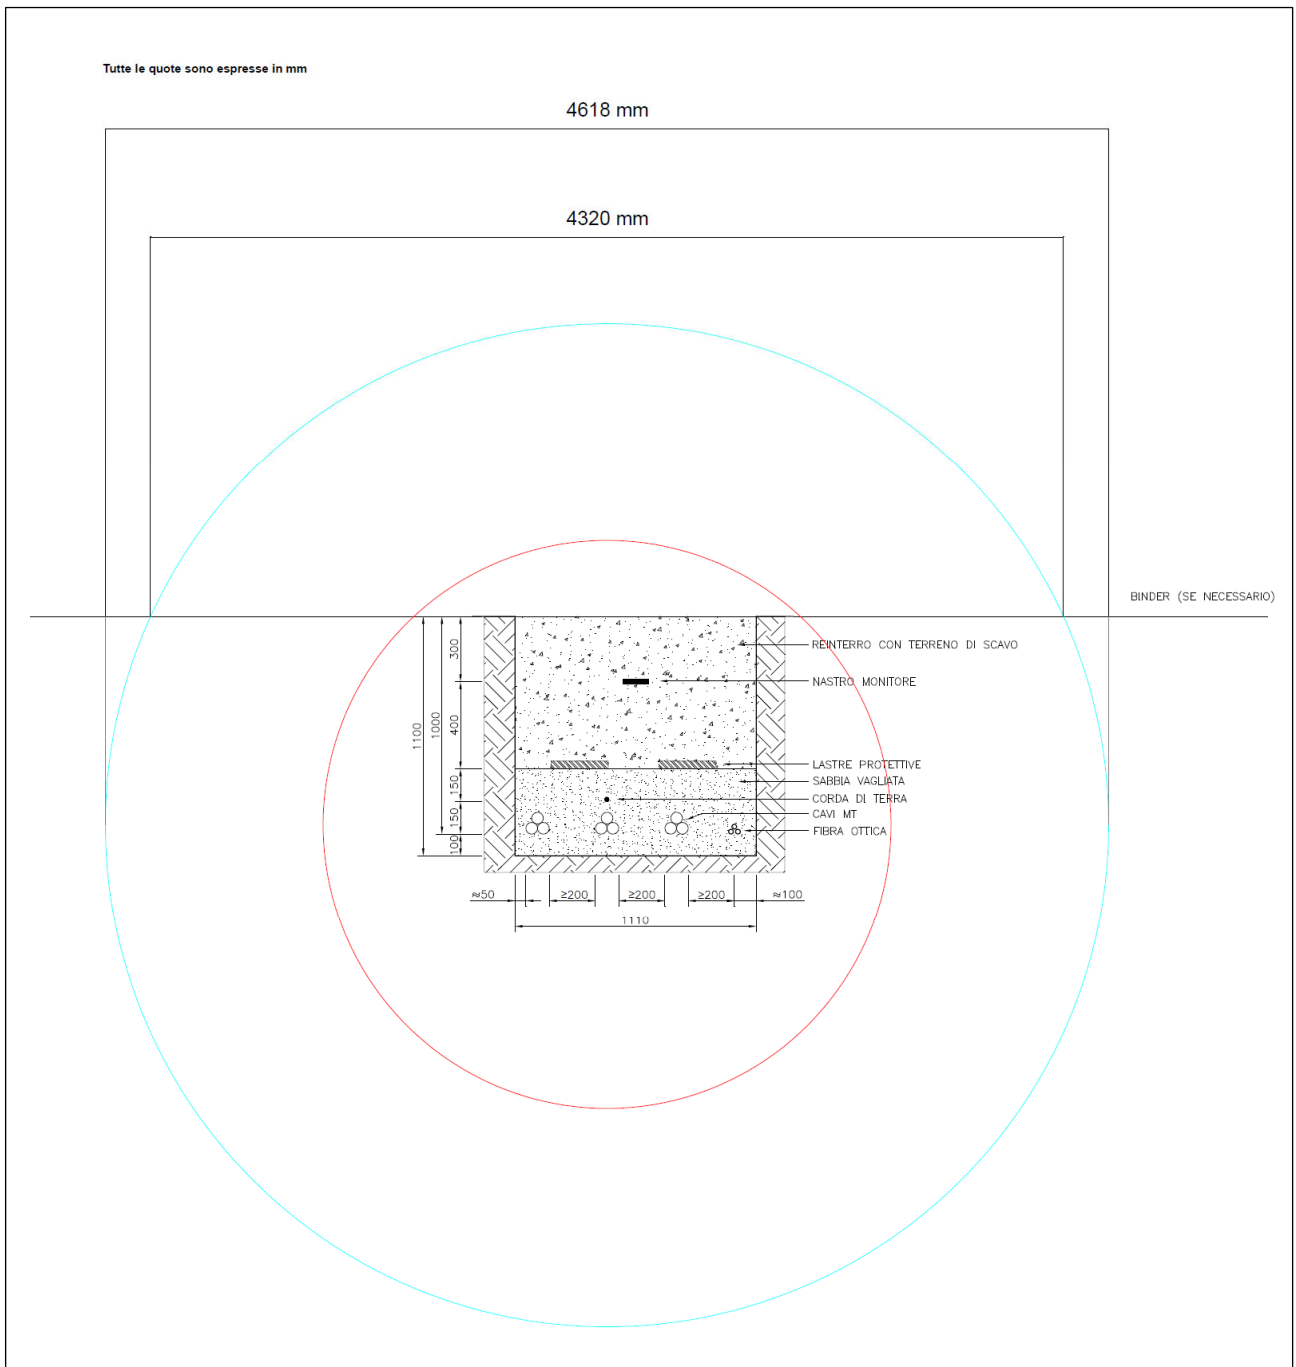 Tutte le quote sono espresse in mm
4618 mm
4320 mm
BINDER (SE NECESSARIO)
REINTERRO CON TERRENO DI SCAVO
NASTRO MONITORE
LASTRE PROTETTIVE
SABBIA VAGLIATA
CORDA DI TERRA
CAVI MT
FIBRA OTTICA
1100
1000
300
400
150
150
100
≈50
≥200
≥200
≥200
≈100
1110